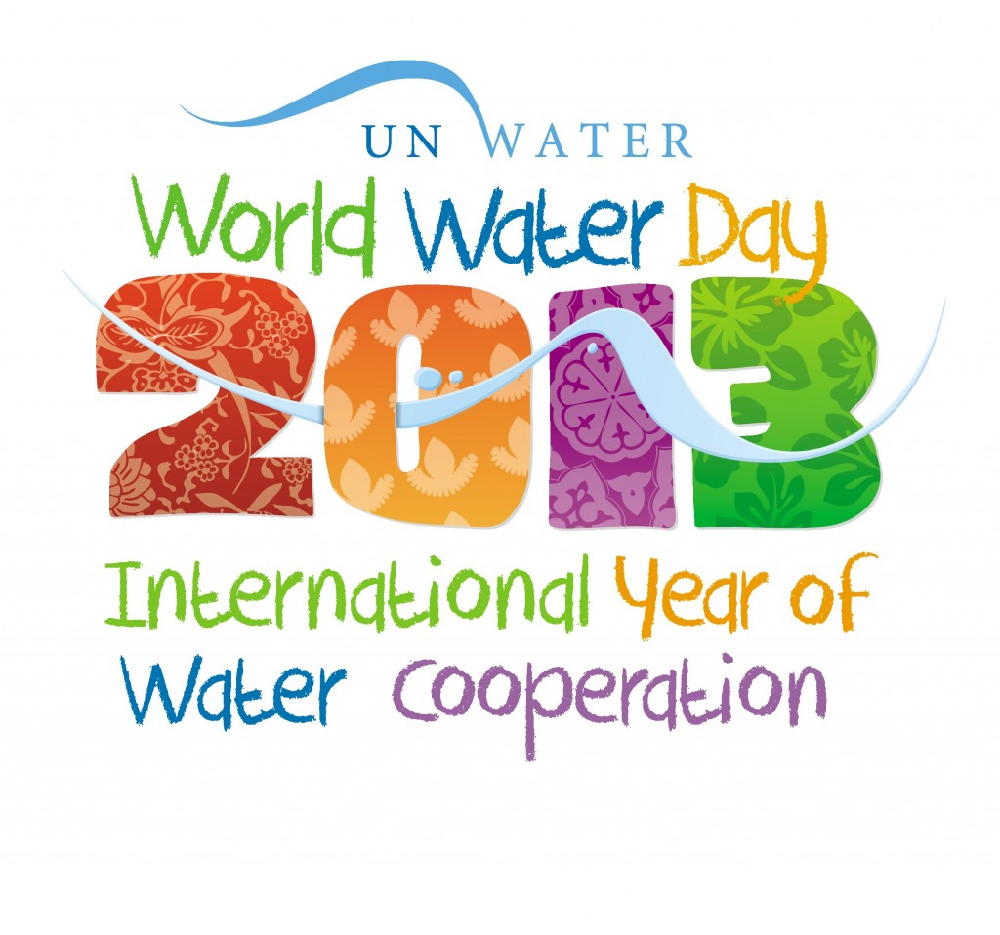 UN WATER
World Water Day
2013
International Year of
Water Cooperation